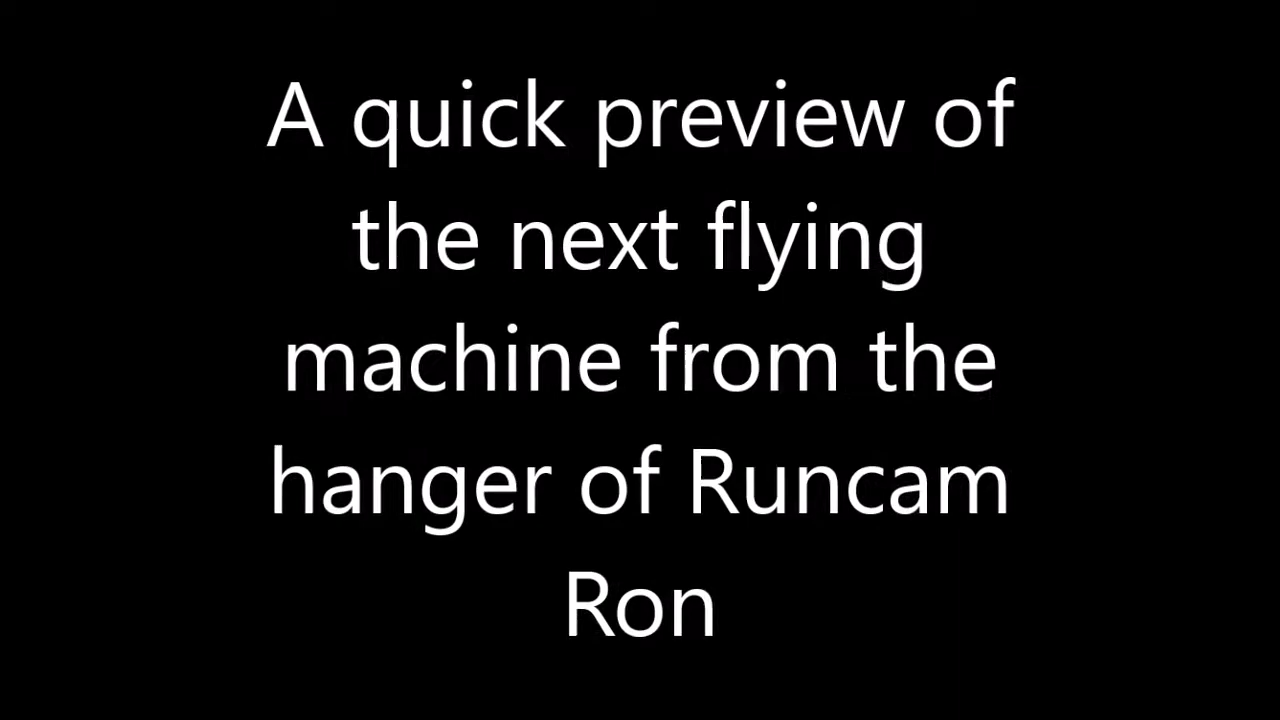 A quick preview of
the next flying
machine from the
hanger of Runcam
Ron